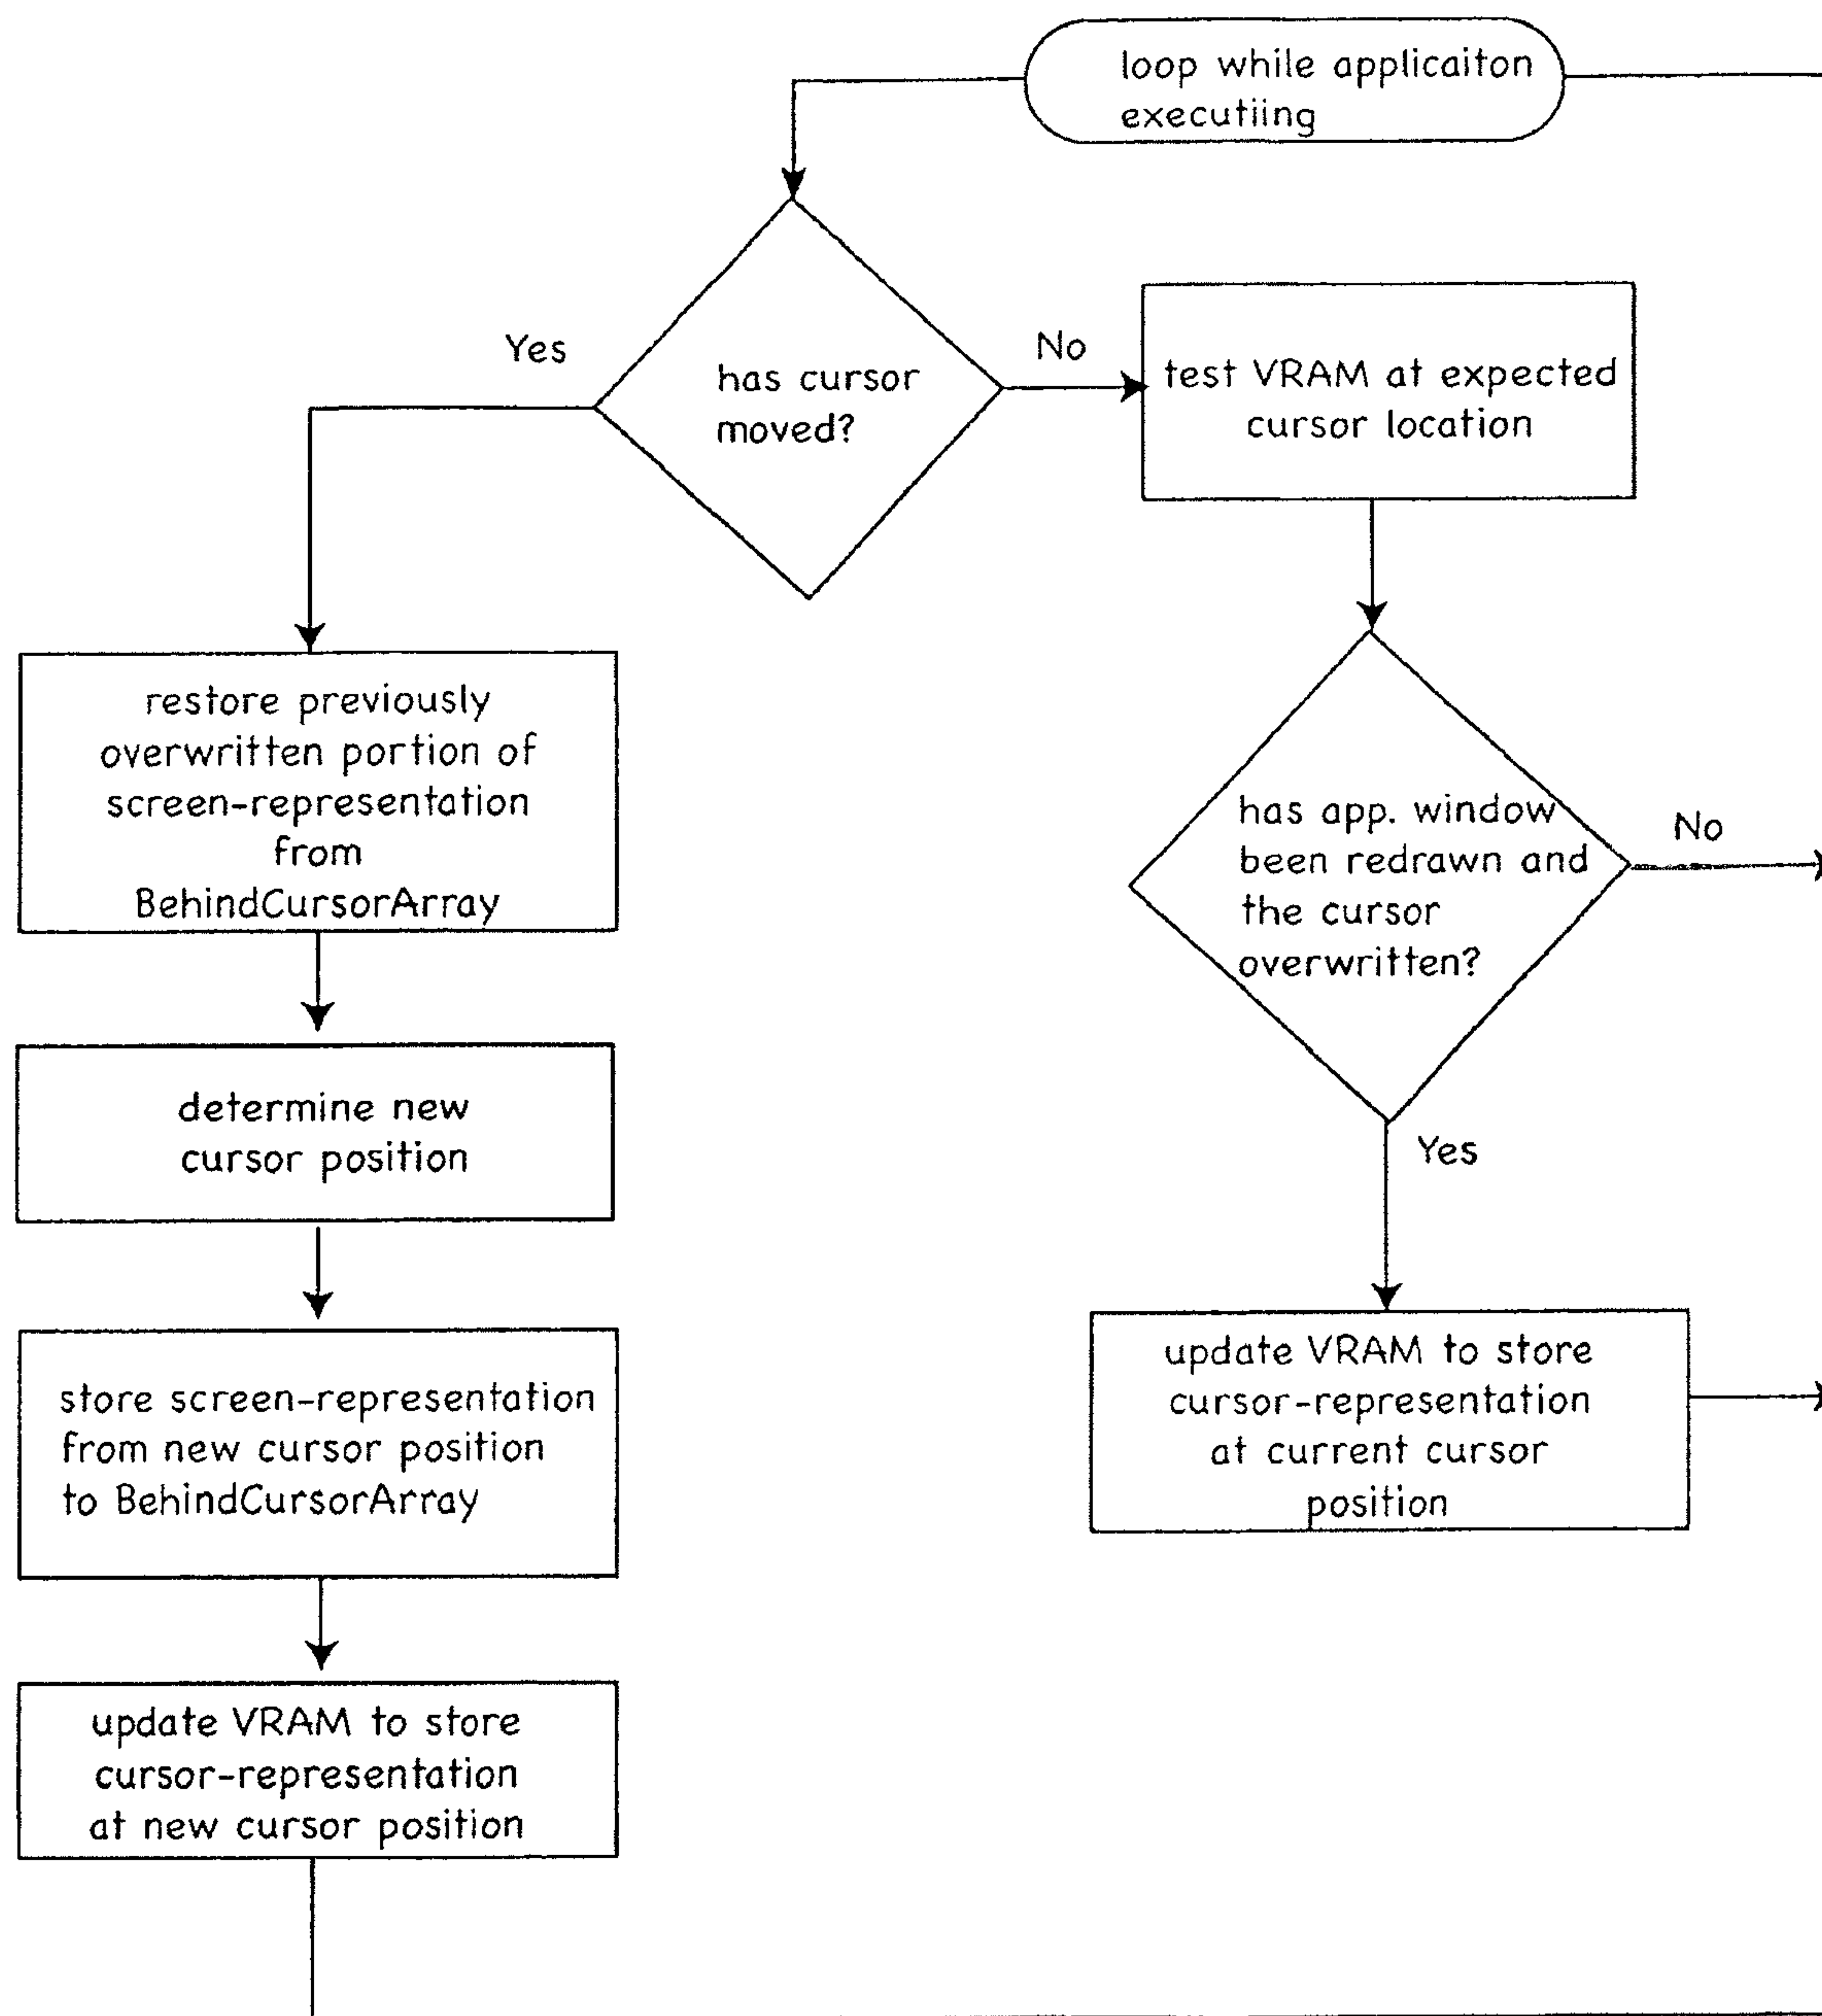 loop while applicaiton
executiing
Yes
has cursor
moved?
No
test VRAM at expected
cursor location
restore previously
overwritten portion of
screen-representation
from
BehindCursorArray
has app. window
been redrawn and
the cursor
overwritten?
No
Yes
determine new
cursor position
store screen-representation
from new cursor position
to BehindCursorArray
update VRAM to store
cursor-representation
at current cursor
position
update VRAM to store
cursor-representation
at new cursor position